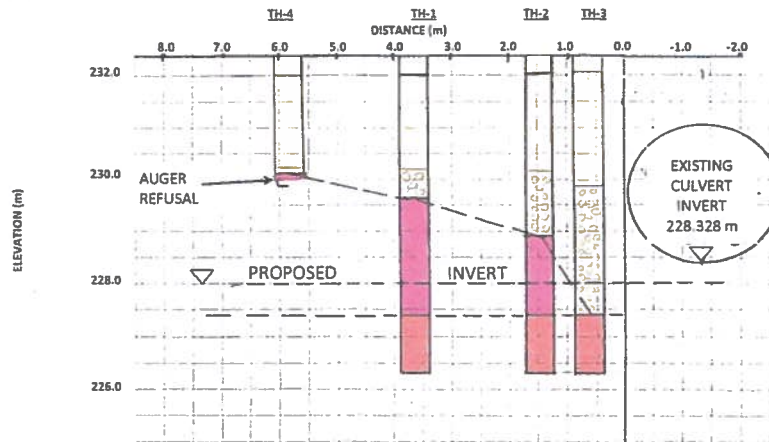 TH-4 TH-1 TH-2 TH-3
DISTANCE (m)
8.0 7.0 6.0 5.0 4.0 3.0 2.0 1.0 0.0 -1.0 -2.0
232.0
230.0
228.0
226.0
ELEVATION (m)
AUGER
REFUSAL
EXISTING
CULVERT
INVERT
228.328 m
PROPOSED INVERT